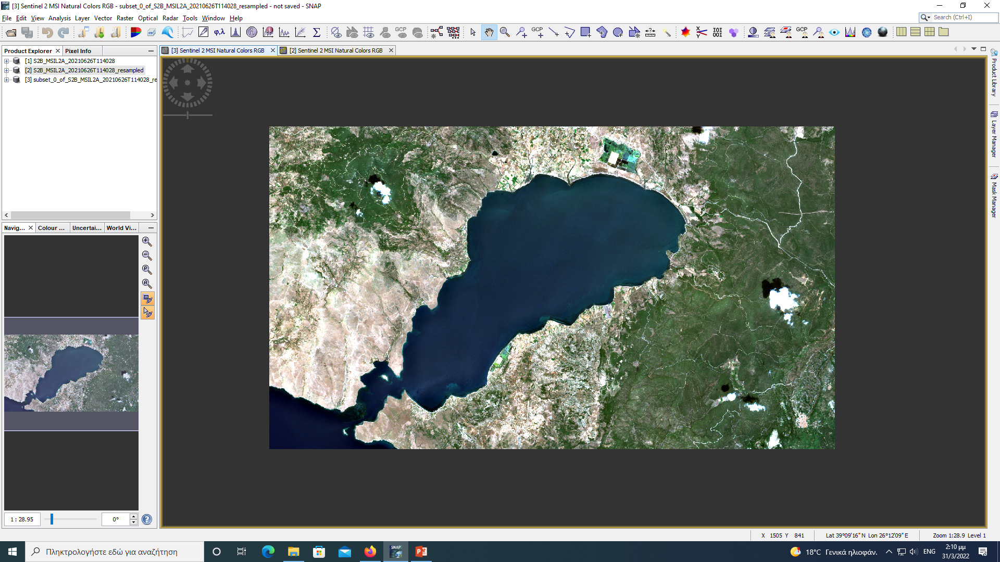 [3] Sentinel 2 MSI Natural Colors RGB - subset_0_of_S2B_MSIL2A_20210626T114028_resampled - not saved - SNAP
File Edit View Analysis Layer Vector Raster Optical Radar Tools Window Help
Search (Ctrl+I)
φ,λ GCP GCP GCP
Product Explorer Pixel Info
[3] Sentinel 2 MSI Natural Colors RGB [2] Sentinel 2 MSI Natural Colors RGB
[1] S2B_MSIL2A_20210626T114028
[2] S2B_MSIL2A_20210626T114028_resampled
[3] subset_0_of_S2B_MSIL2A_20210626T114028_re
Product Library
Layer Manager
Mask Manager
Navig... Colour ... Uncertai... World Vi...
1 : 28.95 0°
X 1505 Y 841 Lat 39°09'16" N Lon 26°12'09" E Zoom 1:28.9 Level 1
Πληκτρολογήστε εδώ για αναζήτηση
SNAP
18°C Γενικά ηλιοφάν. ENG
2:10 μμ
31/3/2022